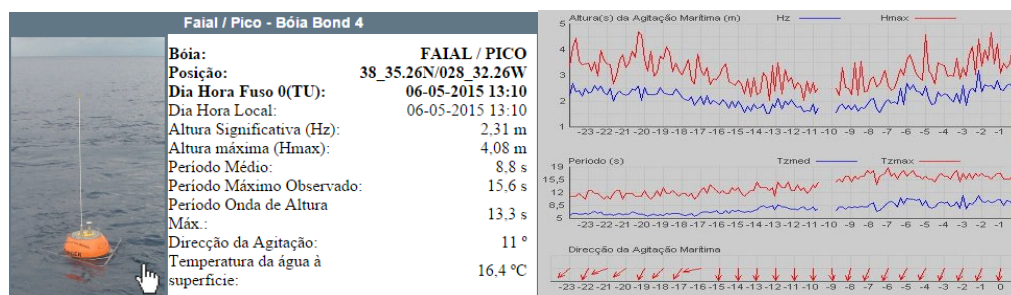 Faial / Pico - Bóia Bond 4
Bóia: FAIAL / PICO
Posição: 38_35.26N/028_32.26W
Dia Hora Fuso 0(TU): 06-05-2015 13:10
Dia Hora Local: 06-05-2015 13:10
Altura Significativa (Hz): 2,31 m
Altura máxima (Hmax): 4,08 m
Período Médio: 8,8 s
Período Máximo Observado: 15,6 s
Período Onda de Altura
Máx.: 13,3 s
Direcção da Agitação: 11 º
Temperatura da água à
superfície: 16,4 ºC
Altura(s) da Agitação Marítima (m) Hz Hmax
5
4
3
2
1
-23 -22 -21 -20 -19 -18 -17 -16 -15 -14 -13 -12 -11 -10 -9 -8 -7 -6 -5 -4 -3 -2 -1
Periodo (s) Tzmed Tzmax
19
15,5
12
8,5
5
-23 -22 -21 -20 -19 -18 -17 -16 -15 -14 -13 -12 -11 -10 -9 -8 -7 -6 -5 -4 -3 -2 -1
Direcção da Agitação Marítima
-23 -22 -21 -20 -19 -18 -17 -16 -15 -14 -13 -12 -11 -10 -9 -8 -7 -6 -5 -4 -3 -2 -1 0